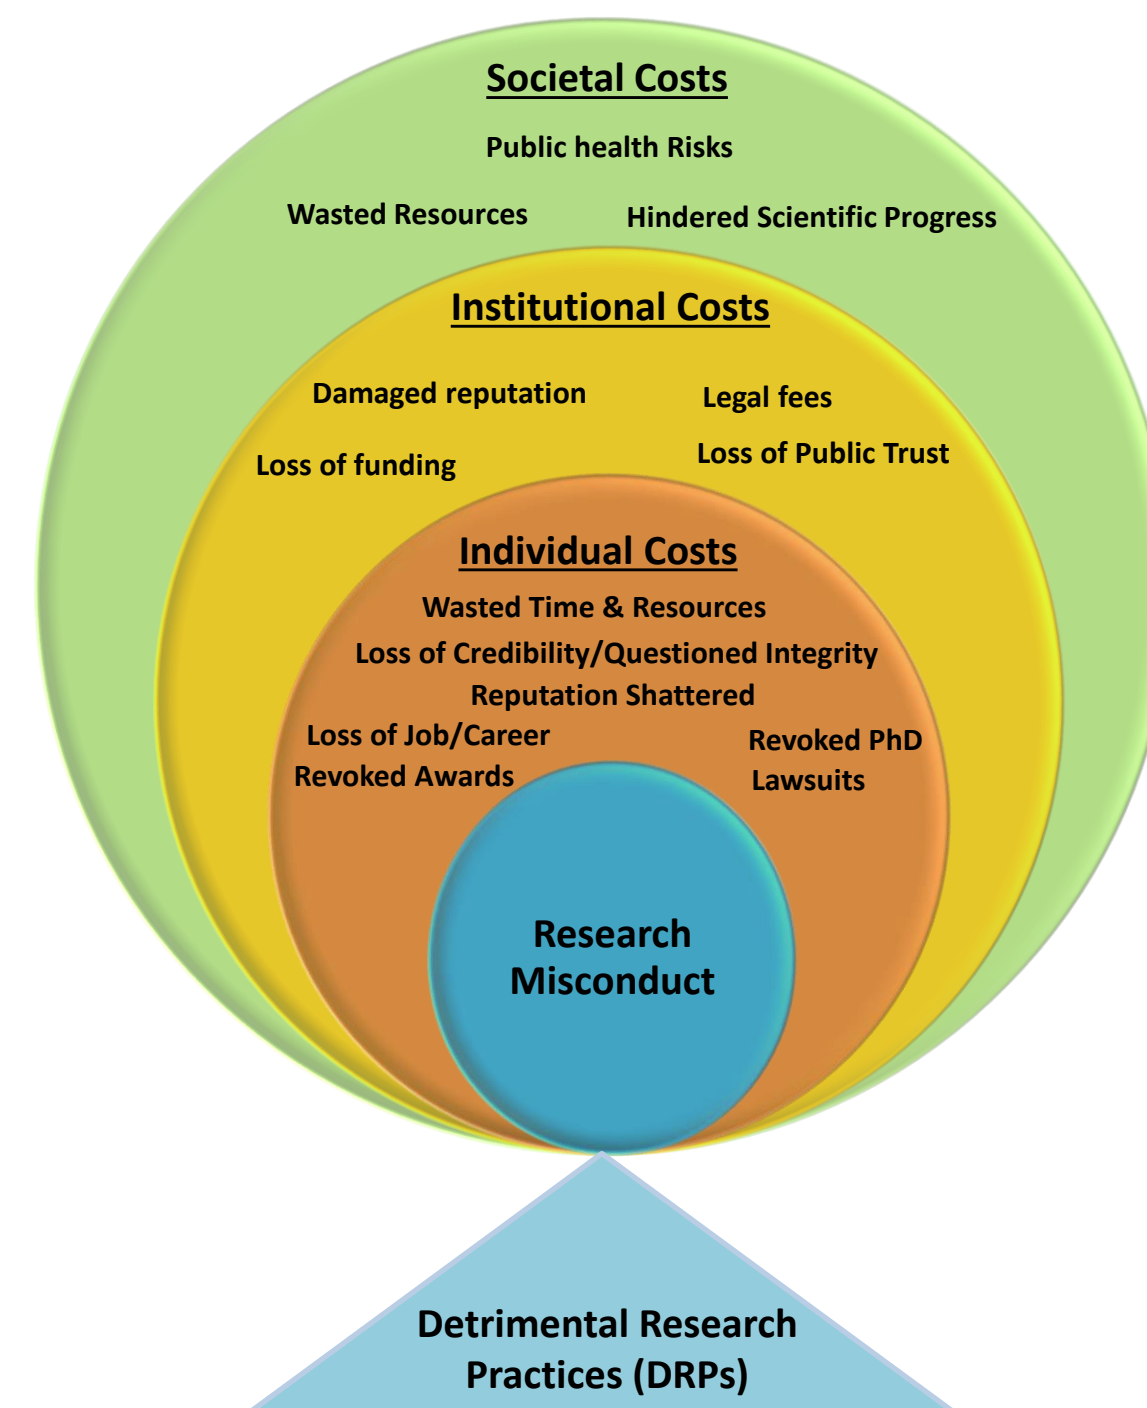 Societal Costs
Public health Risks
Wasted Resources
Hindered Scientific Progress
Institutional Costs
Damaged reputation
Legal fees
Loss of funding
Loss of Public Trust
Individual Costs
Wasted Time & Resources
Loss of Credibility/Questioned Integrity
Reputation Shattered
Loss of Job/Career
Revoked PhD
Revoked Awards
Lawsuits
Research
Misconduct
Detrimental Research
Practices (DRPs)